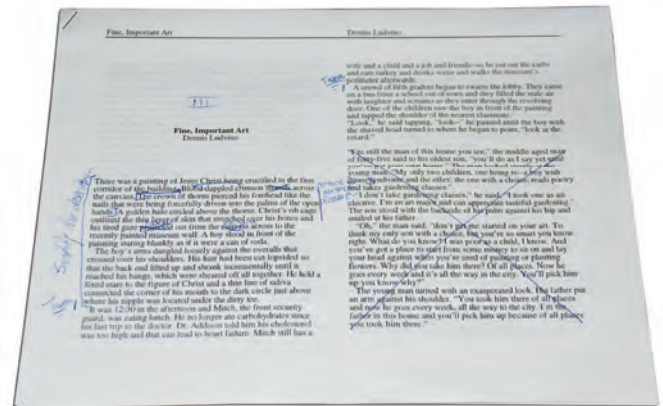 Fine, Important Art
Dennis Ladvino
Fine, Important Art
Dennis Ladvino
There was a painting of Jesus Christ being crucified in the first
corridor of the building. dappled crimson across
the canvass. The crown of thorns pierced his forehead like the
nails that were being forcefully driven into the palms of the open
hands. A golden halo circled above the thorns. Christ's rib cage
outlined the thin layer of skin that stretched over his bones and
his tired gaze out from the across to the
recently painted museum wall. A boy stood in front of the
painting staring blankly as if it were a can of soda.
The boy's arms dangled loosely against the overalls that
crossed over his shoulders. His hair had been cut lopsided so
that the back end lifted up and shrank incrementally until it
reached his bangs, which were sheared off all together. He held a
fixed stare to the figure of Christ and a thin line of saliva
connected the corner of his mouth to the dark circle just above
where his nipple was located under the dirty tee.
It was 12:30 in the afternoon and Mitch, the front security
guard, was eating lunch. He no longer ate carbohydrates since
his last trip to the doctor. Dr. Addison told him his cholesterol
was too high and that can lead to heart failure. Mitch still has a
wife and a child and a job and friends so he cut out the carbs
and eats turkey and drinks water and walks the museum's
perimeter afterwards.
A crowd of fifth graders began to swarm the lobby. They came
on a bus from a school out of town and they filled the stale air
with laughter and screams as they enter through the revolving
door. One of the children saw the boy in front of the painting
and tapped the shoulder of the nearest classmate.
"Look," he said tapping, "look–" he paused until the boy with
the shaved head turned to where he began to point, "look at the
retard."
"I'm still the man of this house you see," the middle aged man
of forty-five said to his oldest son, "you'll do as I say yet until
young man. "My only two children, one being a boy with
down syndrome and the other, the one with a choice, reads poetry
and takes gardening classes."
"I don't take gardening classes," he said. "I took one as an
elective. I'm an art major and can appreciate tasteful gardening."
The son stood with the backside of his palm against his hip and
smiled at his father.
"Oh," the man said, "don't get me started on your art. To
think my only son with a choice, but you're so smart you know
right. What do you know? I was poor as a child, I know. And
you've got a place to start from some money to sit on and lay
your head against when you're tired of painting or planting
flowers. Why did you take him there? Of all places. Now he
goes every week and it's all the way in the city. You'll pick him
up you know why?"
The young man turned with an exasperated look. His father put
an arm against his shoulder. "You took him there of all places
and now he goes every week, all the way to the city. I'm the
father in this house and you'll pick him up because of all places
you took him there."